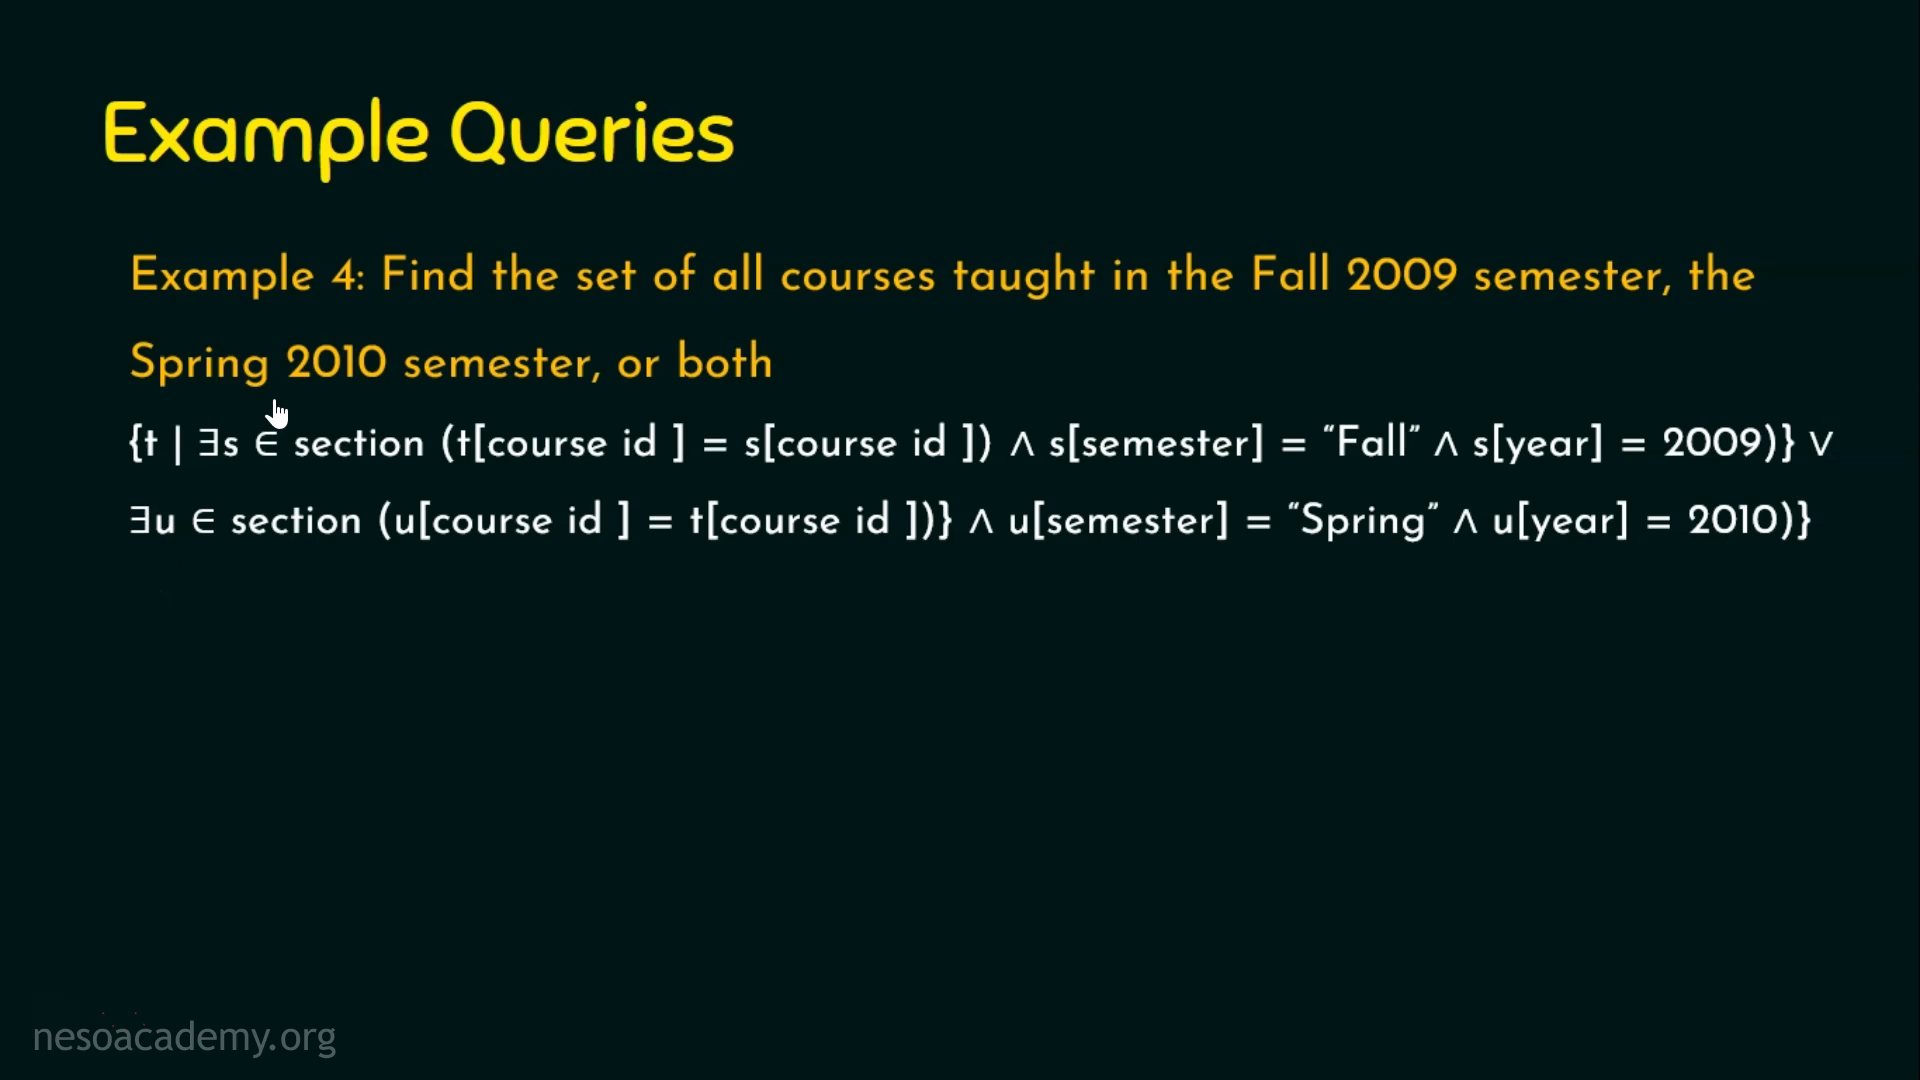 Example Queries
Example 4: Find the set of all courses taught in the Fall 2009 semester, the
Spring 2010 semester, or both
{t | ∃s ∈ section (t[course id ] = s[course id ]) ∧ s[semester] = “Fall” ∧ s[year] = 2009)} ∨
∃u ∈ section (u[course id ] = t[course id ])} ∧ u[semester] = “Spring” ∧ u[year] = 2010)}
nesoacademy.org